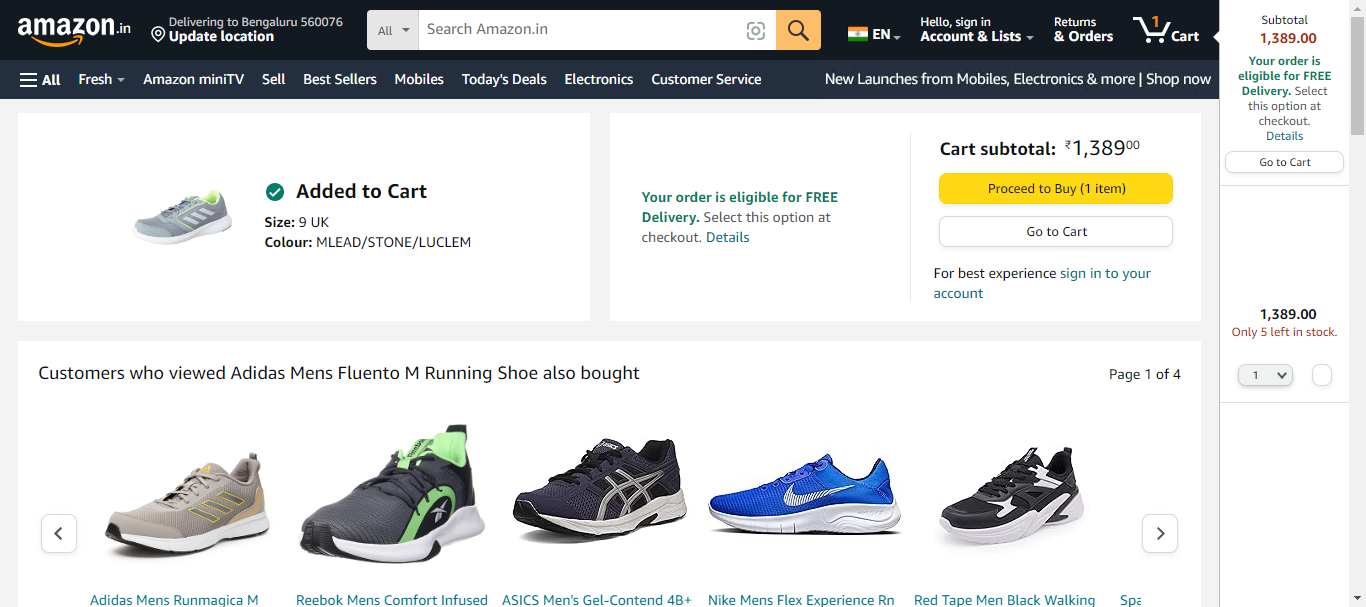 amazon.in
Delivering to Bengaluru 560076
Update location
All
Search Amazon.in
EN
Hello, sign in
Account & Lists
Returns
& Orders
1
Cart
All
Fresh
Amazon miniTV
Sell
Best Sellers
Mobiles
Today's Deals
Electronics
Customer Service
New Launches from Mobiles, Electronics & more | Shop now
Added to Cart
Size: 9 UK
Colour: MLEAD/STONE/LUCLEM
Your order is eligible for FREE
Delivery. Select this option at
checkout. Details
Cart subtotal: ₹1,38900
Proceed to Buy (1 item)
Go to Cart
For best experience sign in to your
account
Customers who viewed Adidas Mens Fluento M Running Shoe also bought
Page 1 of 4
Adidas Mens Runmagica M
Reebok Mens Comfort Infused
ASICS Men's Gel-Contend 4B+
Nike Mens Flex Experience Rn
Red Tape Men Black Walking
Spa
Subtotal
1,389.00
Your order is
eligible for FREE
Delivery. Select
this option at
checkout.
Details
Go to Cart
1,389.00
Only 5 left in stock.
1